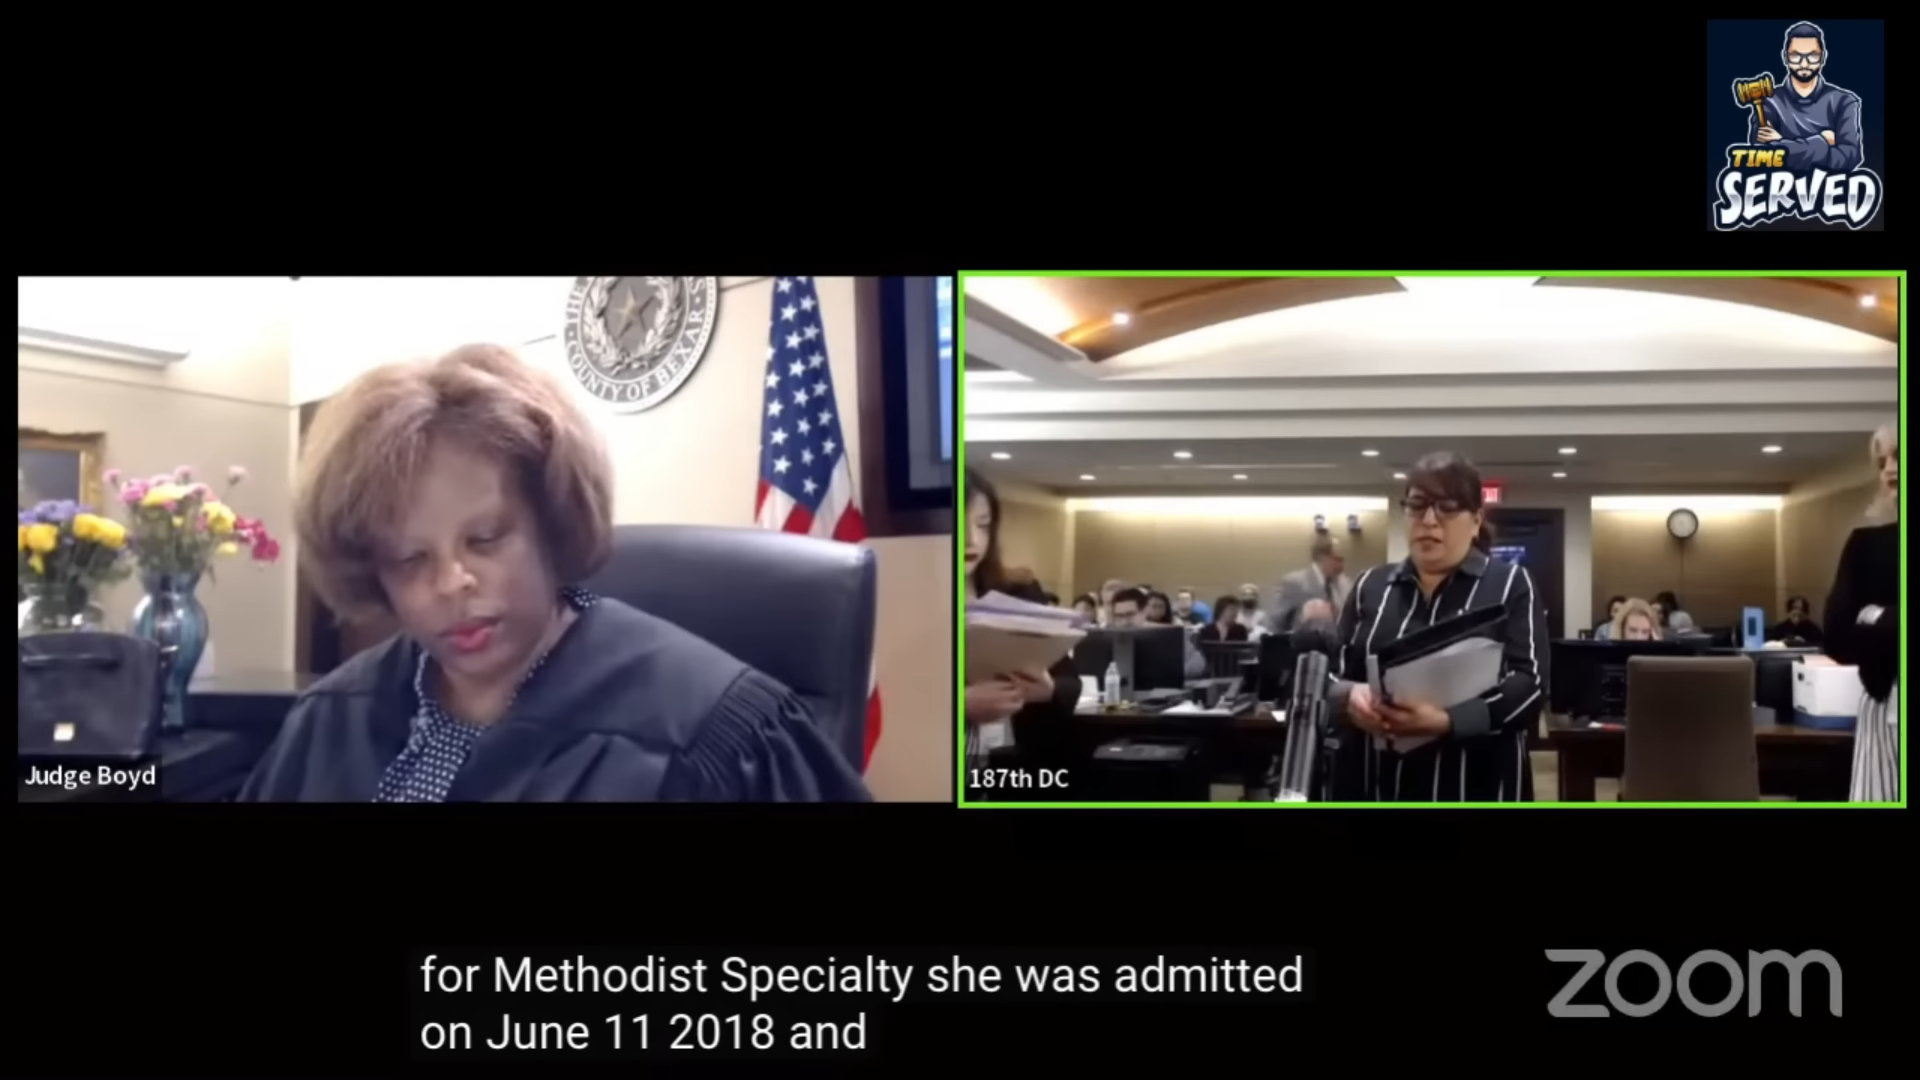 TIME
SERVED
THE
COUNTY OF BEXAR
S
Judge Boyd
187th DC
for Methodist Specialty she was admitted
on June 11 2018 and
zoom